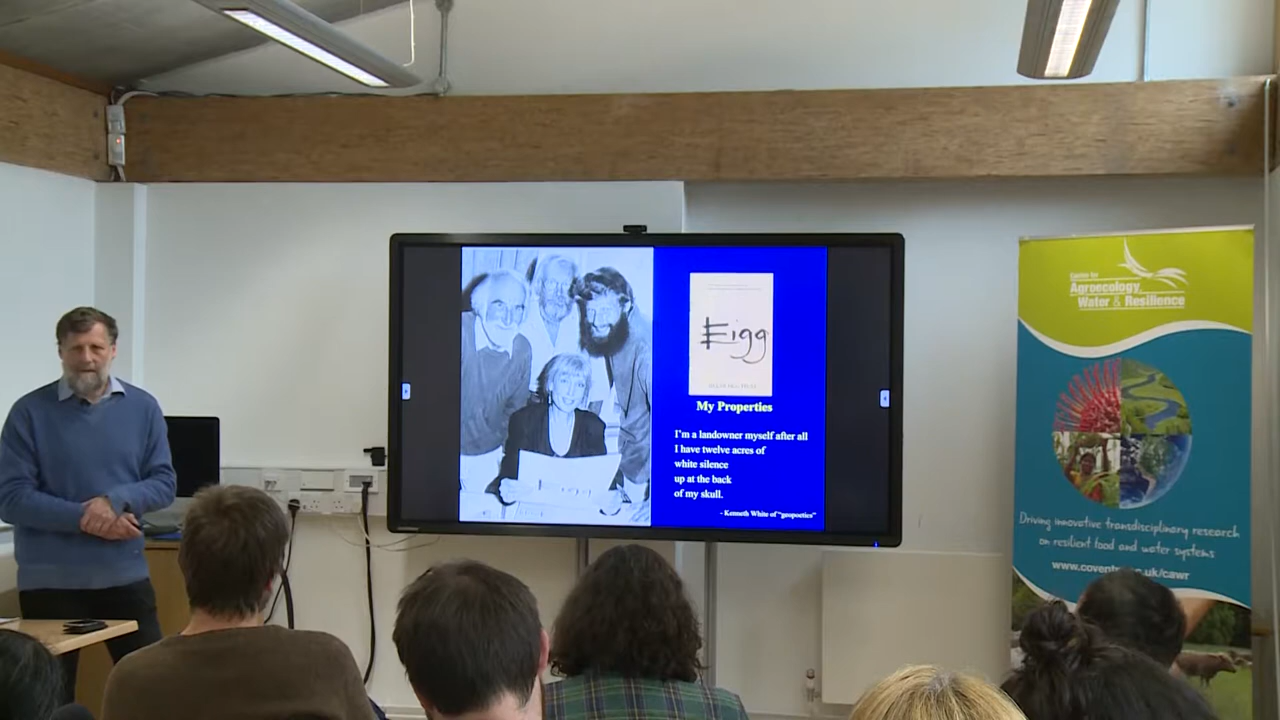 Eigg
My Properties
I'm a landowner myself after all
I have twelve acres of
white silence
up at the back
of my skull.
- Kenneth White of "geopoetics"
Eigg
Centre for
Agroecology,
Water & Resilience
Driving innovative transdisciplinary research
on resilient food and water systems